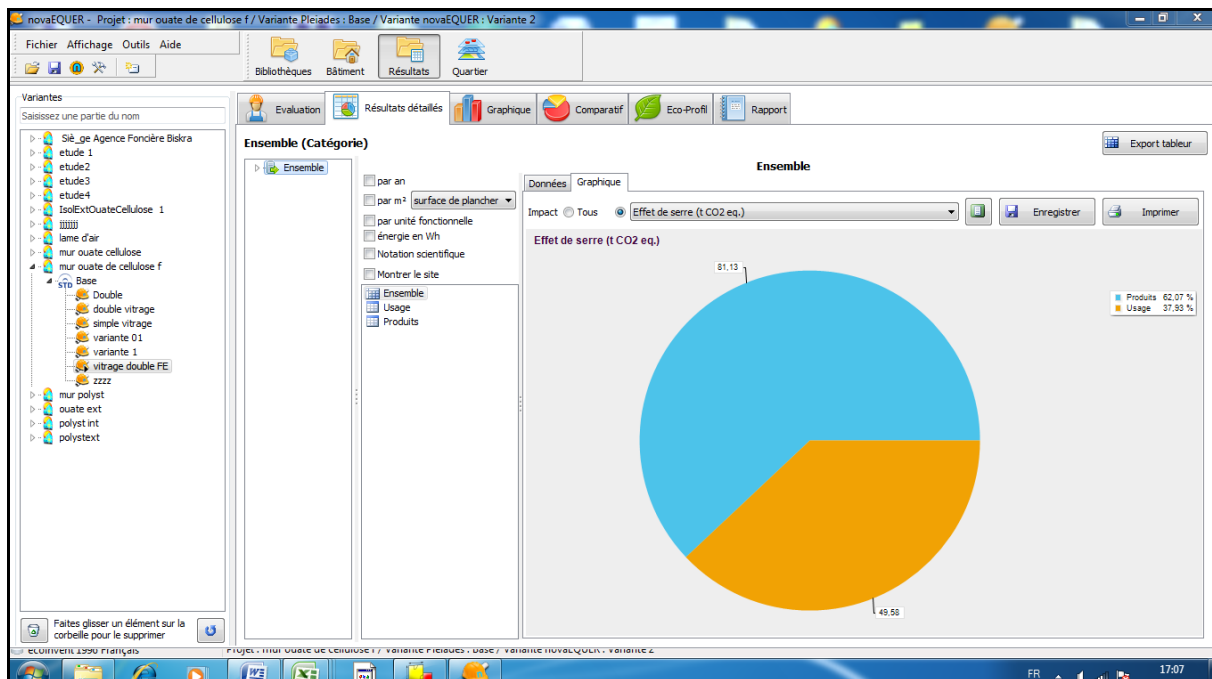 novaEQUER - Projet : mur ouate de cellulose f / Variante Pleiades : Base / Variante novaEQUER : Variante 2
Fichier Affichage Outils Aide
Bibliothèques Bâtiment Résultats Quartier
Variantes
Saisissez une partie du nom
Siè_ge Agence Foncière Biskra
etude 1
etude2
etude3
etude4
IsolExtOuateCellulose 1
jjjjjjj
lame d'air
mur ouate cellulose
mur ouate de cellulose f
STD Base
Double
double vitrage
simple vitrage
variante 01
variante 1
vitrage double FE
zzzz
mur polyst
ouate ext
polyst int
polystext
Faites glisser un élément sur la
corbeille pour le supprimer
Evaluation Résultats détaillés Graphique Comparatif Eco-Profil Rapport
Ensemble (Catégorie)
Export tableur
Ensemble
Ensemble
par an
par m² surface de plancher
par unité fonctionnelle
énergie en Wh
Notation scientifique
Montrer le site
Ensemble
Usage
Produits
Données Graphique
Impact Tous Effet de serre (t CO2 eq.) Enregistrer Imprimer
Effet de serre (t CO2 eq.)
81,13
Produits 62,07 %
Usage 37,93 %
49,58
ecoinvent 1996 Français
Projet : mur ouate de cellulose f / Variante Pleiades : Base / Variante novaEQUER : Variante 2
FR
17:07